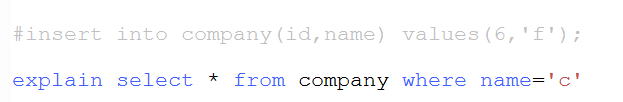 #insert into company(id,name) values(6,'f');
explain select * from company where name='c'